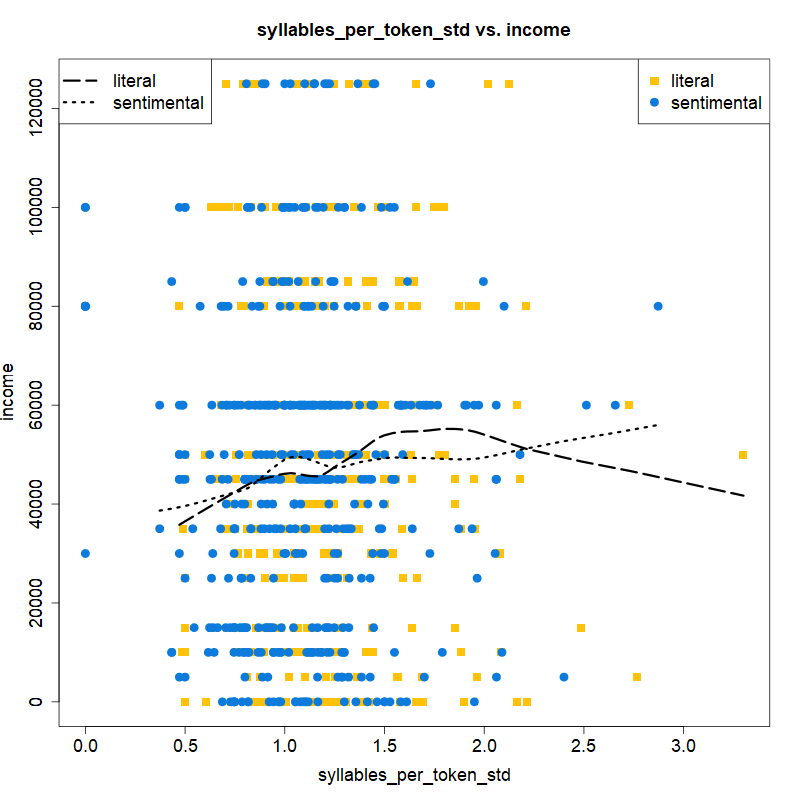 syllables_per_token_std vs. income
literal
sentimental
literal
sentimental
income
120000
100000
80000
60000
40000
20000
0
0.0 0.5 1.0 1.5 2.0 2.5 3.0
syllables_per_token_std